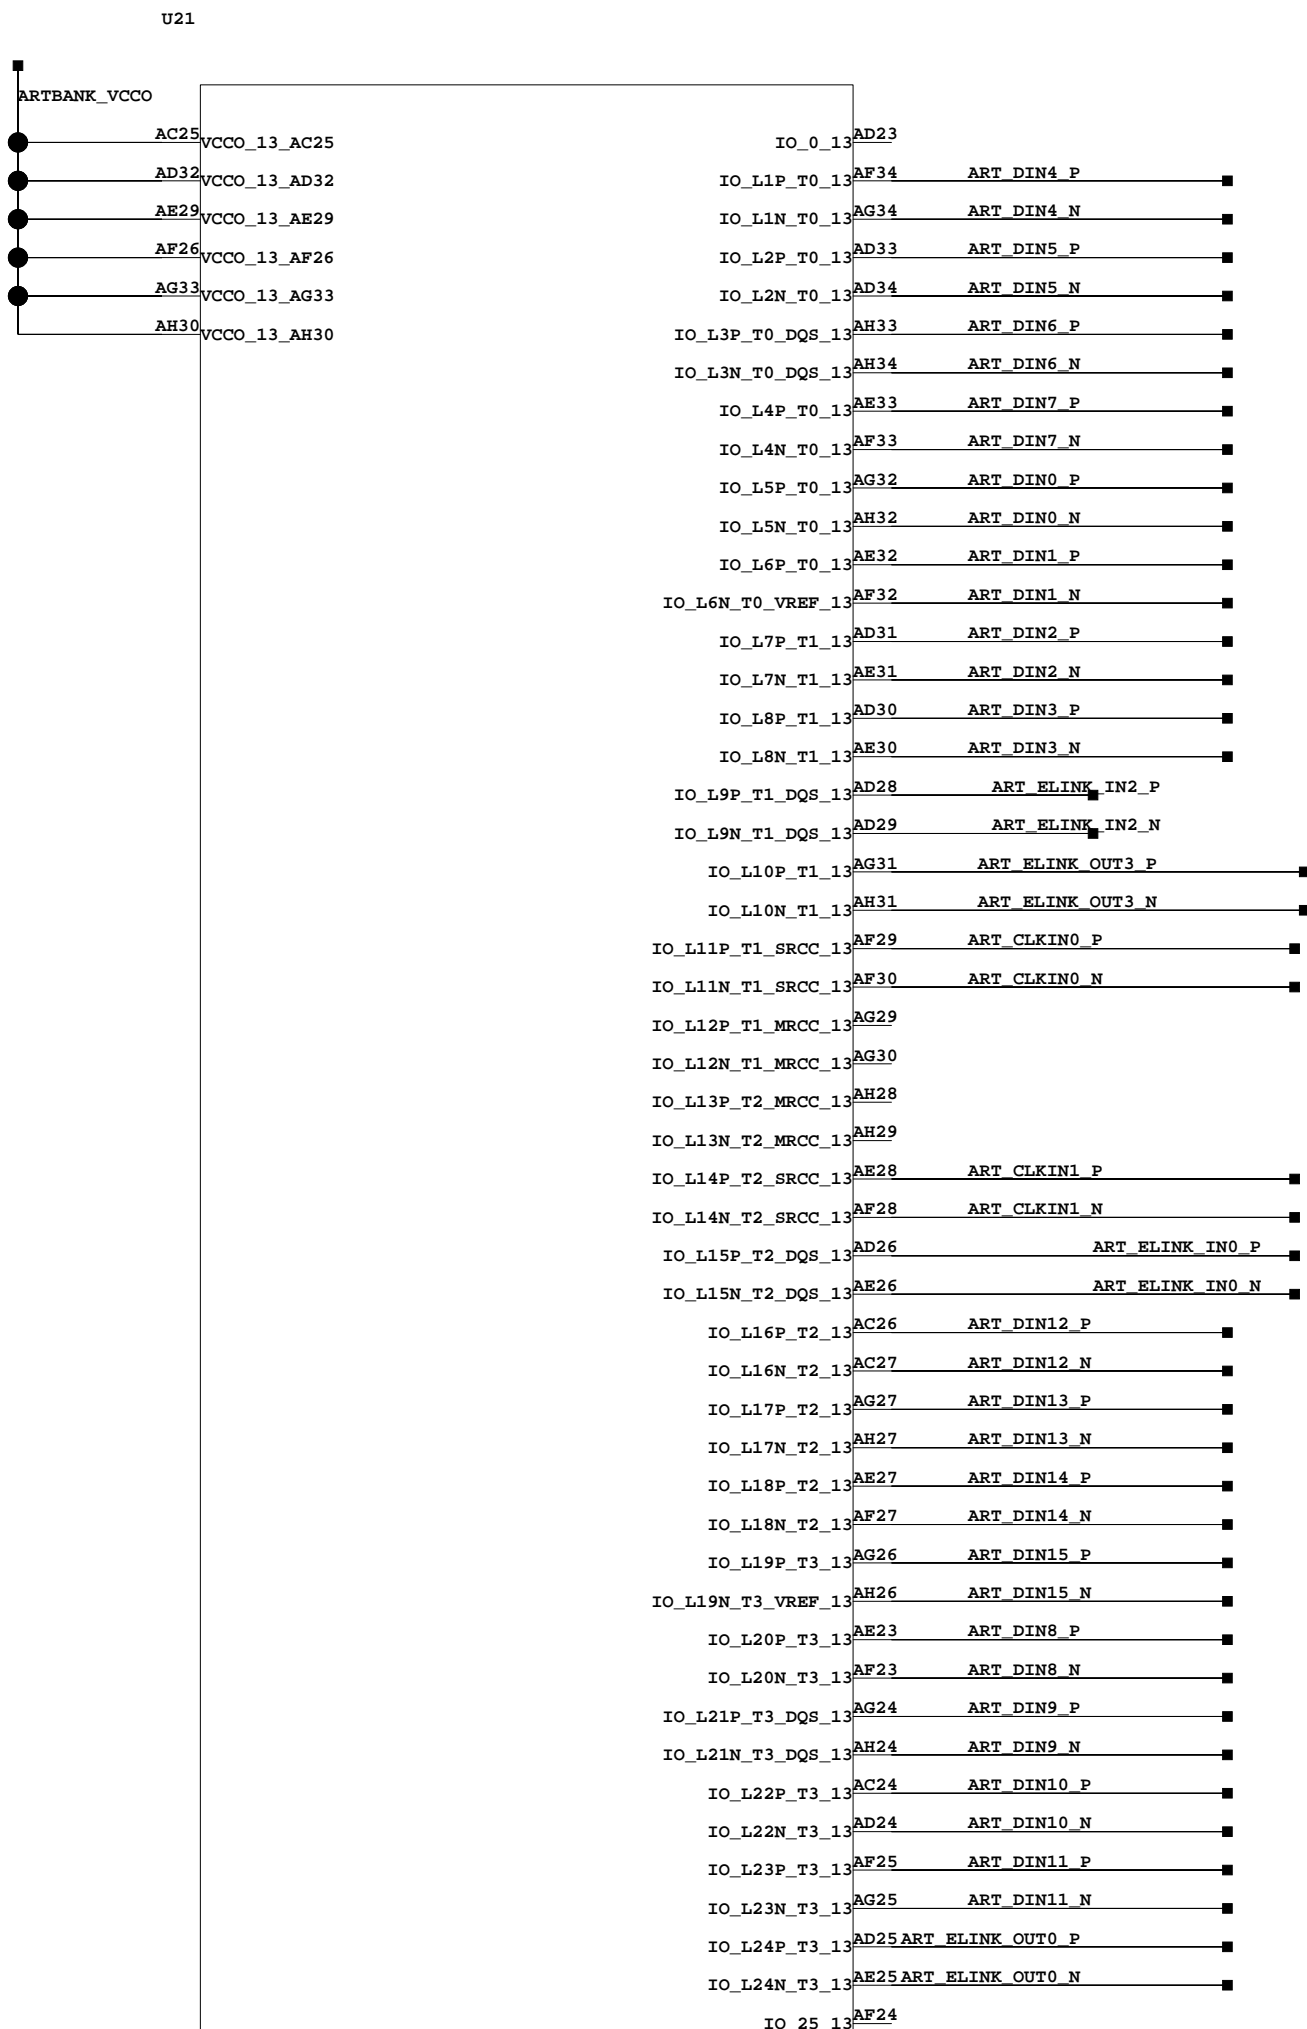 U21
ARTBANK_VCCO
AC25 VCCO_13_AC25 IO_0_13 AD23
AD32 VCCO_13_AD32 IO_L1P_T0_13 AF34 ART_DIN4_P
AE29 VCCO_13_AE29 IO_L1N_T0_13 AG34 ART_DIN4_N
AF26 VCCO_13_AF26 IO_L2P_T0_13 AD33 ART_DIN5_P
AG33 VCCO_13_AG33 IO_L2N_T0_13 AD34 ART_DIN5_N
AH30 VCCO_13_AH30 IO_L3P_T0_DQS_13 AH33 ART_DIN6_P
IO_L3N_T0_DQS_13 AH34 ART_DIN6_N
IO_L4P_T0_13 AE33 ART_DIN7_P
IO_L4N_T0_13 AF33 ART_DIN7_N
IO_L5P_T0_13 AG32 ART_DIN0_P
IO_L5N_T0_13 AH32 ART_DIN0_N
IO_L6P_T0_13 AE32 ART_DIN1_P
IO_L6N_T0_VREF_13 AF32 ART_DIN1_N
IO_L7P_T1_13 AD31 ART_DIN2_P
IO_L7N_T1_13 AE31 ART_DIN2_N
IO_L8P_T1_13 AD30 ART_DIN3_P
IO_L8N_T1_13 AE30 ART_DIN3_N
IO_L9P_T1_DQS_13 AD28 ART_ELINK_IN2_P
IO_L9N_T1_DQS_13 AD29 ART_ELINK_IN2_N
IO_L10P_T1_13 AG31 ART_ELINK_OUT3_P
IO_L10N_T1_13 AH31 ART_ELINK_OUT3_N
IO_L11P_T1_SRCC_13 AF29 ART_CLKIN0_P
IO_L11N_T1_SRCC_13 AF30 ART_CLKIN0_N
IO_L12P_T1_MRCC_13 AG29
IO_L12N_T1_MRCC_13 AG30
IO_L13P_T2_MRCC_13 AH28
IO_L13N_T2_MRCC_13 AH29
IO_L14P_T2_SRCC_13 AE28 ART_CLKIN1_P
IO_L14N_T2_SRCC_13 AF28 ART_CLKIN1_N
IO_L15P_T2_DQS_13 AD26 ART_ELINK_IN0_P
IO_L15N_T2_DQS_13 AE26 ART_ELINK_IN0_N
IO_L16P_T2_13 AC26 ART_DIN12_P
IO_L16N_T2_13 AC27 ART_DIN12_N
IO_L17P_T2_13 AG27 ART_DIN13_P
IO_L17N_T2_13 AH27 ART_DIN13_N
IO_L18P_T2_13 AE27 ART_DIN14_P
IO_L18N_T2_13 AF27 ART_DIN14_N
IO_L19P_T3_13 AG26 ART_DIN15_P
IO_L19N_T3_VREF_13 AH26 ART_DIN15_N
IO_L20P_T3_13 AE23 ART_DIN8_P
IO_L20N_T3_13 AF23 ART_DIN8_N
IO_L21P_T3_DQS_13 AG24 ART_DIN9_P
IO_L21N_T3_DQS_13 AH24 ART_DIN9_N
IO_L22P_T3_13 AC24 ART_DIN10_P
IO_L22N_T3_13 AD24 ART_DIN10_N
IO_L23P_T3_13 AF25 ART_DIN11_P
IO_L23N_T3_13 AG25 ART_DIN11_N
IO_L24P_T3_13 AD25 ART_ELINK_OUT0_P
IO_L24N_T3_13 AE25 ART_ELINK_OUT0_N
IO_25_13 AF24